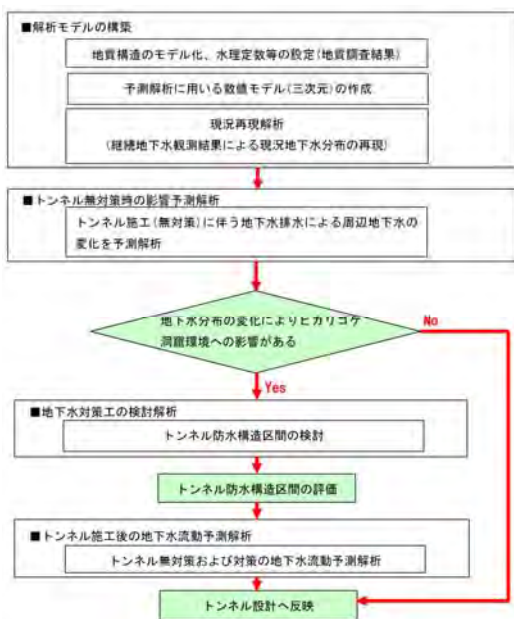 ■解析モデルの構築
地質構造のモデル化、水理定数等の設定(地質調査結果)
予測解析に用いる数値モデル(三次元)の作成
現況再現解析
(継続地下水観測結果による現況地下水分布の再現)
■トンネル無対策時の影響予測解析
トンネル施工(無対策)に伴う地下水排水による周辺地下水の
変化を予測解析
地下水分布の変化によりヒカリゴケ
洞窟環境への影響がある
No
Yes
■地下水対策工の検討解析
トンネル防水構造区間の検討
トンネル防水構造区間の評価
■トンネル施工後の地下水流動予測解析
トンネル無対策および対策の地下水流動予測解析
トンネル設計へ反映